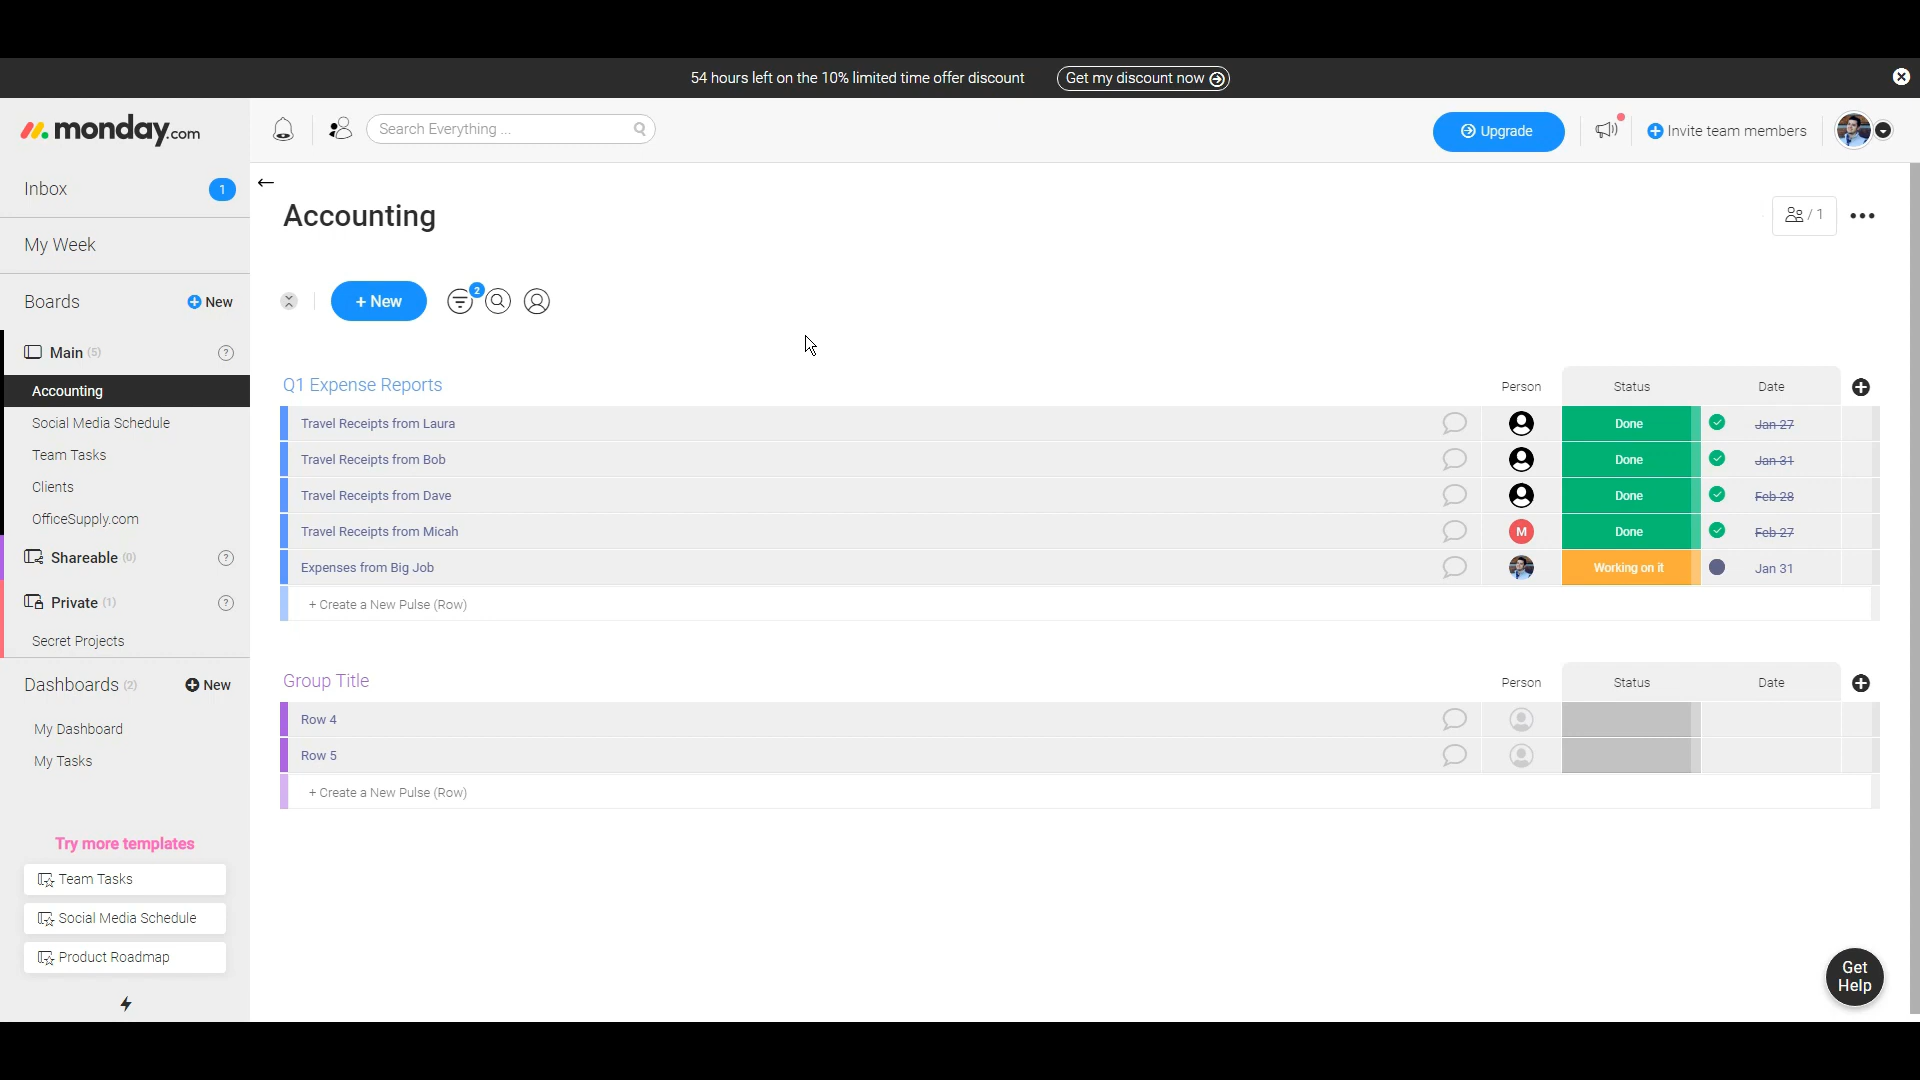 54 hours left on the 10% limited time offer discount Get my discount now
monday.com
Search Everything ...
Upgrade
Invite team members
Inbox 1
My Week
Boards New
Main (5) ?
Accounting
Social Media Schedule
Team Tasks
Clients
OfficeSupply.com
Shareable (0) ?
Private (1) ?
Secret Projects
Dashboards (2) New
My Dashboard
My Tasks
Try more templates
Team Tasks
Social Media Schedule
Product Roadmap
Accounting
/ 1
+ New 2
Q1 Expense Reports Person Status Date
Travel Receipts from Laura Done Jan 27
Travel Receipts from Bob Done Jan 31
Travel Receipts from Dave Done Feb 28
Travel Receipts from Micah M Done Feb 27
Expenses from Big Job Working on it Jan 31
+ Create a New Pulse (Row)
Group Title Person Status Date
Row 4
Row 5
+ Create a New Pulse (Row)
Get
Help